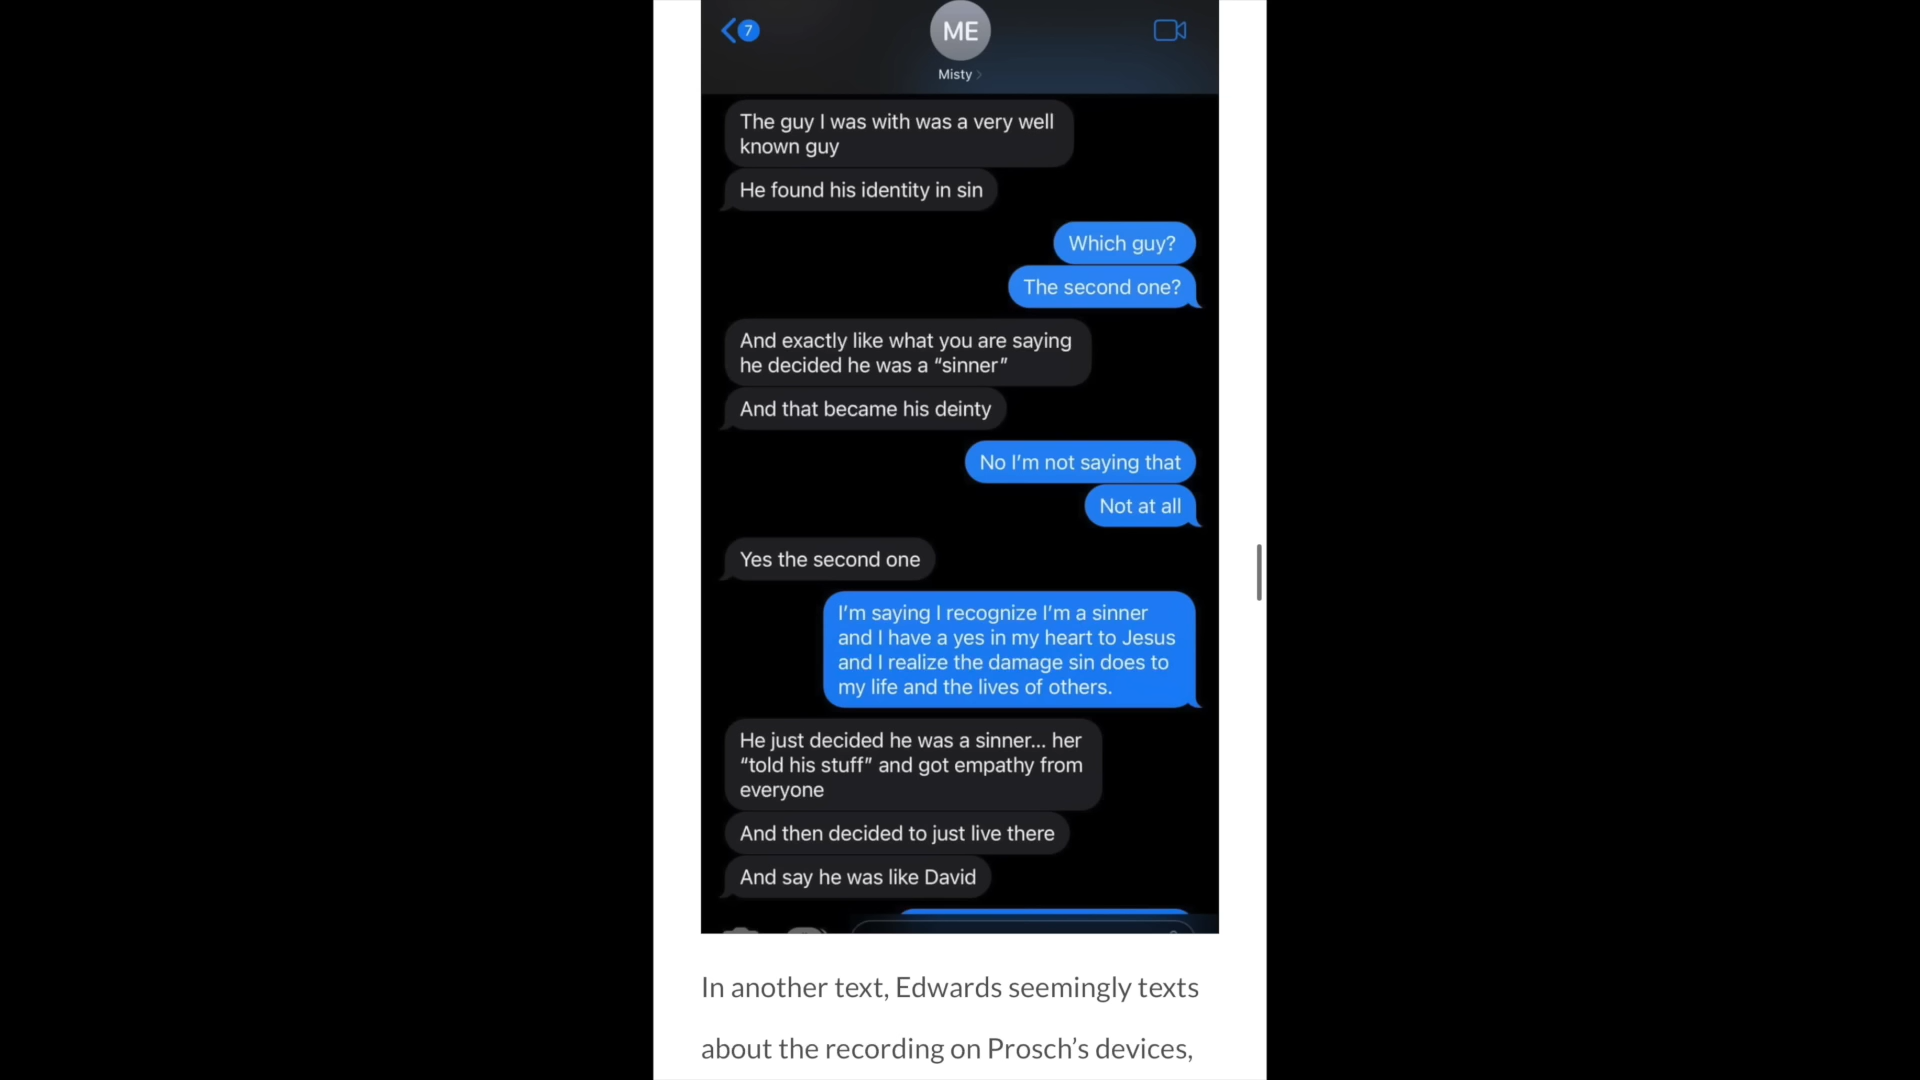 7
ME
Misty
The guy I was with was a very well
known guy
He found his identity in sin
Which guy?
The second one?
And exactly like what you are saying
he decided he was a “sinner”
And that became his deinty
No I’m not saying that
Not at all
Yes the second one
I’m saying I recognize I’m a sinner
and I have a yes in my heart to Jesus
and I realize the damage sin does to
my life and the lives of others.
He just decided he was a sinner... her
“told his stuff” and got empathy from
everyone
And then decided to just live there
And say he was like David
In another text, Edwards seemingly texts
about the recording on Prosch’s devices,